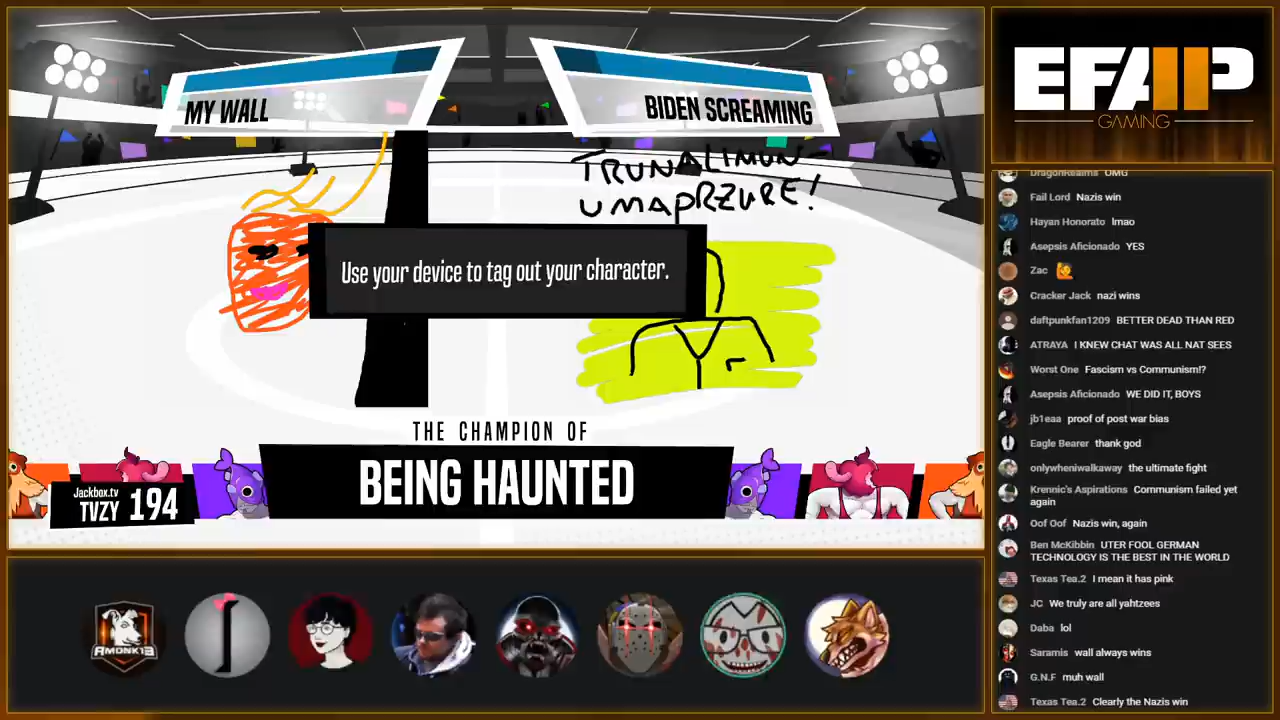 MY WALL
BIDEN SCREAMING
TRUNALIMUN-
UMAPRZURE!
Use your device to tag out your character.
THE CHAMPION OF
BEING HAUNTED
Jackbox.tv
TVZY 194
AMONK13
EFAP
GAMING
DragonRealms OMG
Fail Lord Nazis win
Hayan Honorato lmao
Asepsis Aficionado YES
Zac 🙋
Cracker Jack nazi wins
daftpunkfan1209 BETTER DEAD THAN RED
ATRAYA I KNEW CHAT WAS ALL NAT SEES
Worst One Fascism vs Communism!?
Asepsis Aficionado WE DID IT, BOYS
jb1eaa proof of post war bias
Eagle Bearer thank god
onlywheniwalkaway the ultimate fight
Krennic's Aspirations Communism failed yet
again
Oof Oof Nazis win, again
Ben McKibbin UTER FOOL GERMAN
TECHNOLOGY IS THE BEST IN THE WORLD
Texas Tea.2 I mean it has pink
JC We truly are all yahtzees
Daba lol
Saramis wall always wins
G.N.F muh wall
Texas Tea.2 Clearly the Nazis win